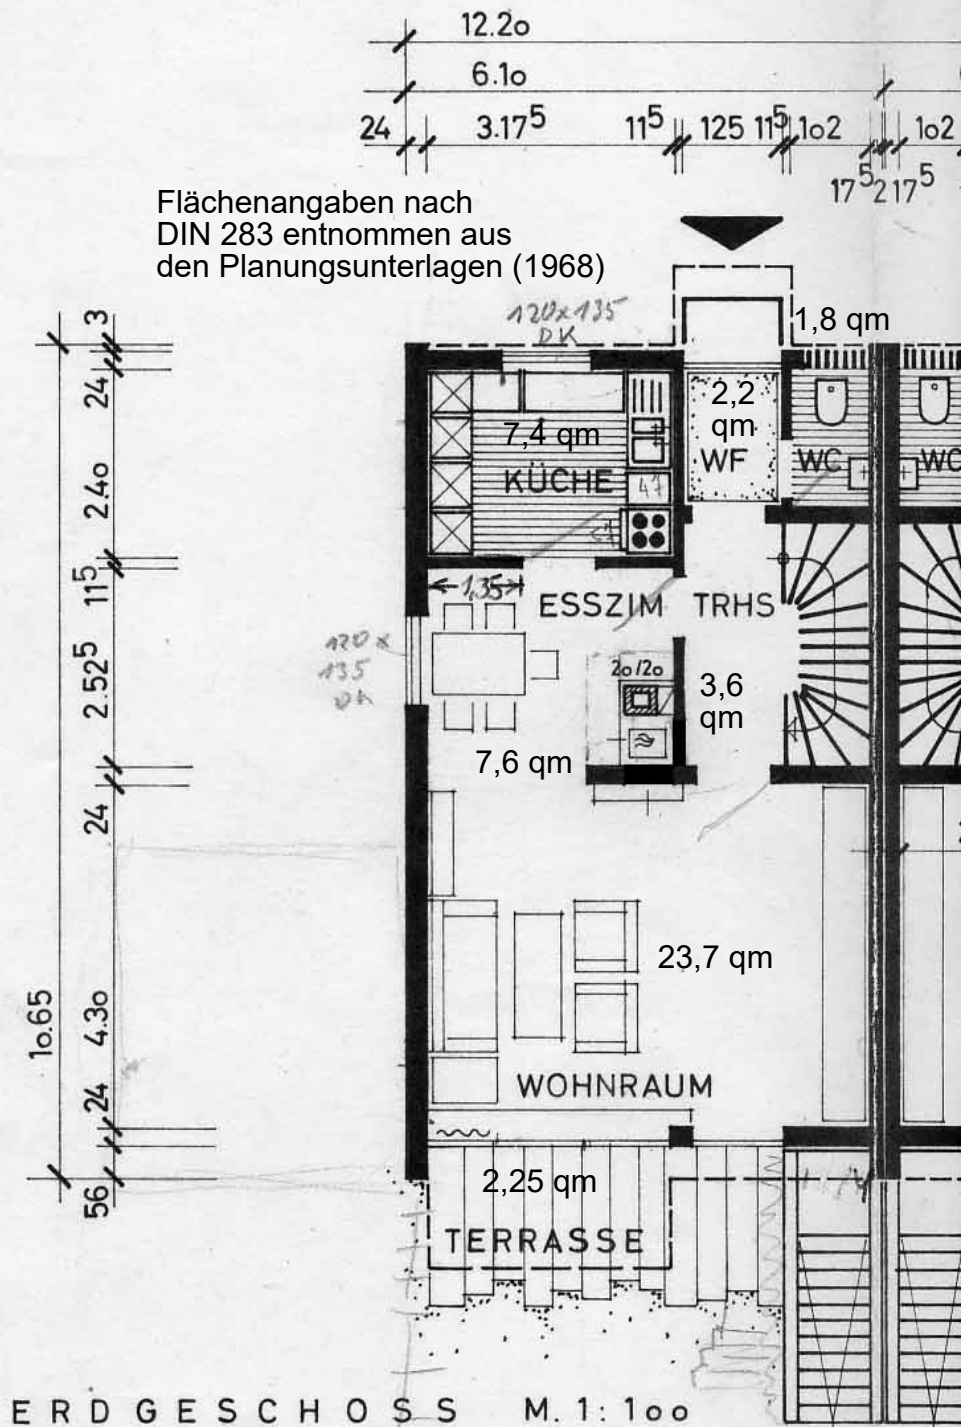 12.2o
6.1o
24 3.17⁵ 11⁵ 125 11⁵ 1o2 1o2
17⁵ 2 17⁵
Flächenangaben nach
DIN 283 entnommen aus
den Planungsunterlagen (1968)
120x135
DK
1,8 qm
3
24
2.4o
11⁵
2.525
24
4.3o
24
56
1o.65
7,4 qm
KÜCHE
2,2
qm
WF
WC
WC
47
1,35
ESSZIM
TRHS
120x
135
DK
2o/2o
3,6
qm
7,6 qm
23,7 qm
WOHNRAUM
2,25 qm
TERRASSE
ERDGESCHOSS M. 1:1oo